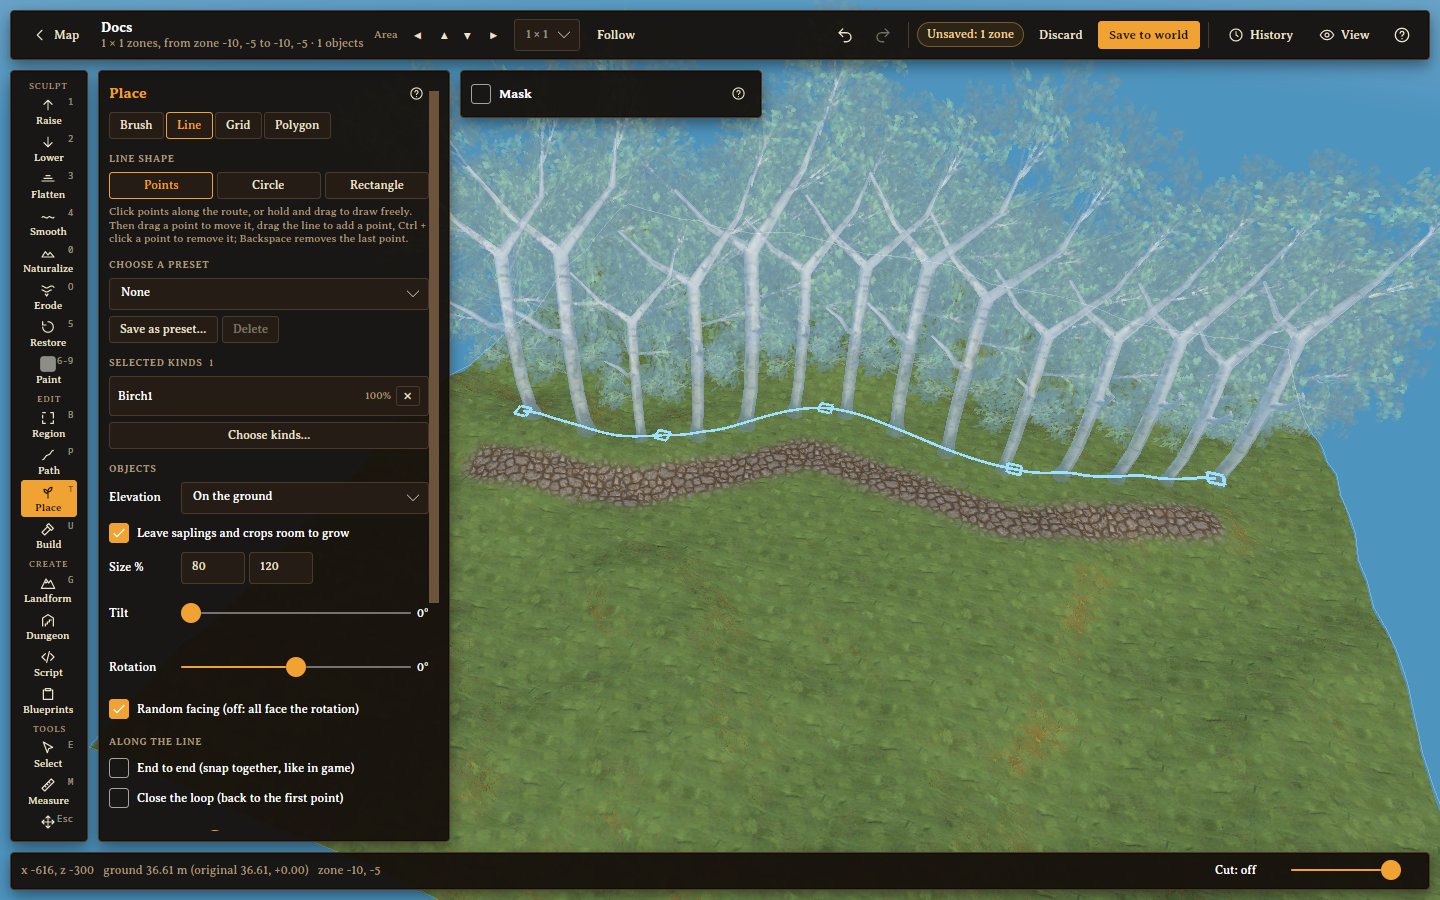 Map
Docs
1 × 1 zones, from zone -10, -5 to -10, -5 · 1 objects
Area
1 × 1
Follow
Unsaved: 1 zone
Discard
Save to world
History
View
SCULPT
1
Raise
2
Lower
3
Flatten
4
Smooth
0
Naturalize
O
Erode
5
Restore
6-9
Paint
EDIT
B
Region
P
Path
T
Place
U
Build
CREATE
G
Landform
D
Dungeon
Script
Blueprints
TOOLS
E
Select
M
Measure
Esc
Place
Brush
Line
Grid
Polygon
LINE SHAPE
Points
Circle
Rectangle
Click points along the route, or hold and drag to draw freely.
Then drag a point to move it, drag the line to add a point, Ctrl +
click a point to remove it; Backspace removes the last point.
CHOOSE A PRESET
None
Save as preset...
Delete
SELECTED KINDS 1
Birch1
100%
Choose kinds...
OBJECTS
Elevation
On the ground
Leave saplings and crops room to grow
Size %
80
120
Tilt
0°
Rotation
0°
Random facing (off: all face the rotation)
ALONG THE LINE
End to end (snap together, like in game)
Close the loop (back to the first point)
Mask
x -616, z -300 ground 36.61 m (original 36.61, +0.00) zone -10, -5
Cut: off